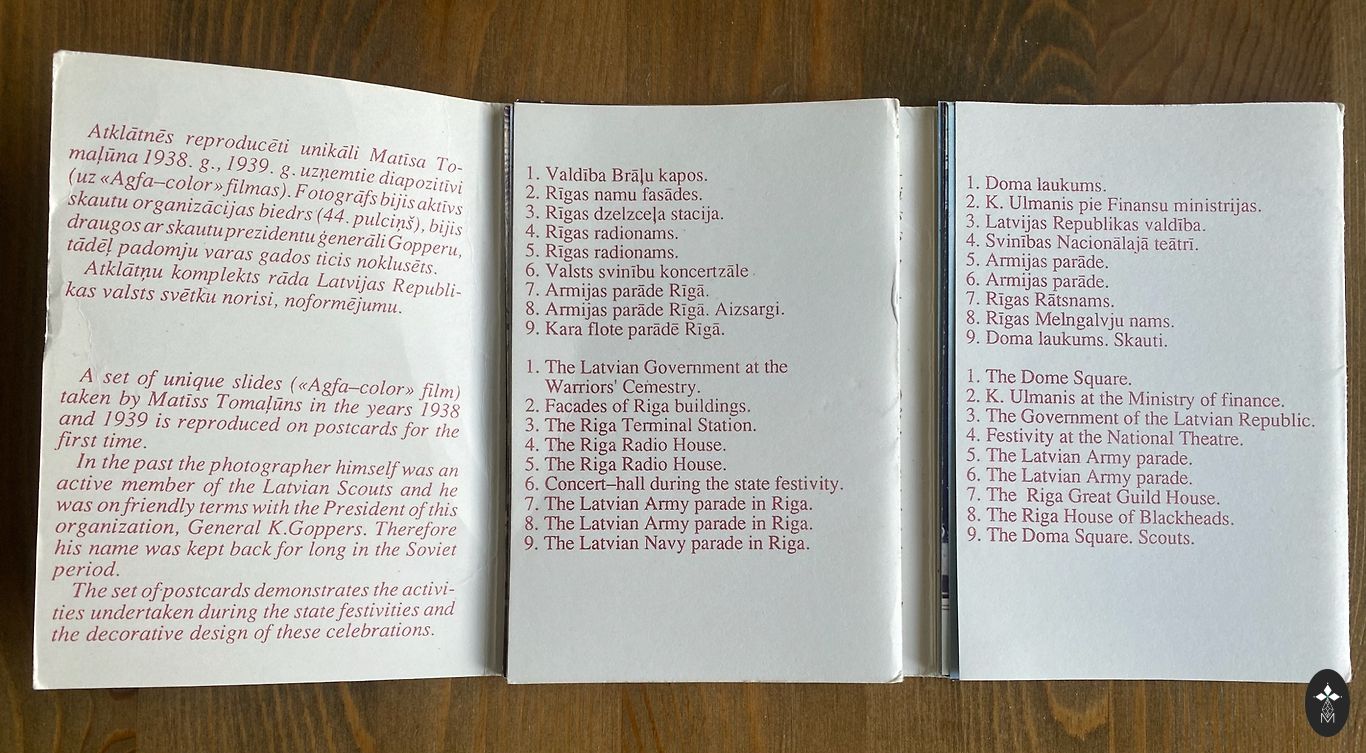 Atklātnēs reproducēti unikāli Matīsa To-
maļūna 1938. g., 1939. g. uzņemtie diapozitīvi
(uz «Agfa–color» filmas). Fotogrāfs bijis aktīvs
skautu organizācijas biedrs (44. pulciņš), bijis
draugos ar skautu prezidentu ģenerāli Gopperu,
tādēļ padomju varas gados ticis noklusēts.
Atklātņu komplekts rāda Latvijas Republi-
kas valsts svētku norisi, noformējumu.
A set of unique slides («Agfa–color» film)
taken by Matīss Tomaļūns in the years 1938
and 1939 is reproduced on postcards for the
first time.
In the past the photographer himself was an
active member of the Latvian Scouts and he
was on friendly terms with the President of this
organization, General K.Goppers. Therefore
his name was kept back for long in the Soviet
period.
The set of postcards demonstrates the activi-
ties undertaken during the state festivities and
the decorative design of these celebrations.
1. Valdība Brāļu kapos.
2. Rīgas namu fasādes.
3. Rīgas dzelzceļa stacija.
4. Rīgas radionams.
5. Rīgas radionams.
6. Valsts svinību koncertzāle.
7. Armijas parāde Rīgā.
8. Armijas parāde Rīgā. Aizsargi.
9. Kara flote parādē Rīgā.
1. The Latvian Government at the
Warriors' Cemestry.
2. Facades of Riga buildings.
3. The Riga Terminal Station.
4. The Riga Radio House.
5. The Riga Radio House.
6. Concert–hall during the state festivity.
7. The Latvian Army parade in Riga.
8. The Latvian Army parade in Riga.
9. The Latvian Navy parade in Riga.
1. Doma laukums.
2. K. Ulmanis pie Finansu ministrijas.
3. Latvijas Republikas valdība.
4. Svinības Nacionālajā teātrī.
5. Armijas parāde.
6. Armijas parāde.
7. Rīgas Rātsnams.
8. Rīgas Melngalvju nams.
9. Doma laukums. Skauti.
1. The Dome Square.
2. K. Ulmanis at the Ministry of finance.
3. The Government of the Latvian Republic.
4. Festivity at the National Theatre.
5. The Latvian Army parade.
6. The Latvian Army parade.
7. The Riga Great Guild House.
8. The Riga House of Blackheads.
9. The Doma Square. Scouts.
M